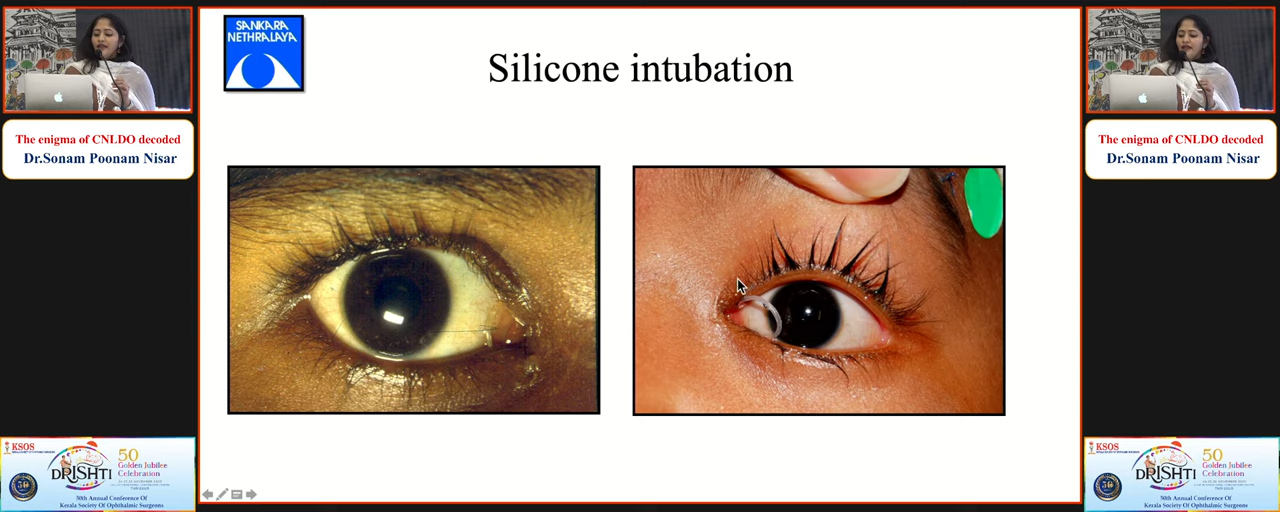 SANKARA
NETHRALAYA
Silicone intubation
The enigma of CNLDO decoded
Dr.Sonam Poonam Nisar
The enigma of CNLDO decoded
Dr.Sonam Poonam Nisar
KSOS
50
Golden Jubilee
Celebration
DRISHTI
50th Annual Conference Of
Kerala Society Of Ophthalmic Surgeons
KSOS
50
Golden Jubilee
Celebration
DRISHTI
50th Annual Conference Of
Kerala Society Of Ophthalmic Surgeons